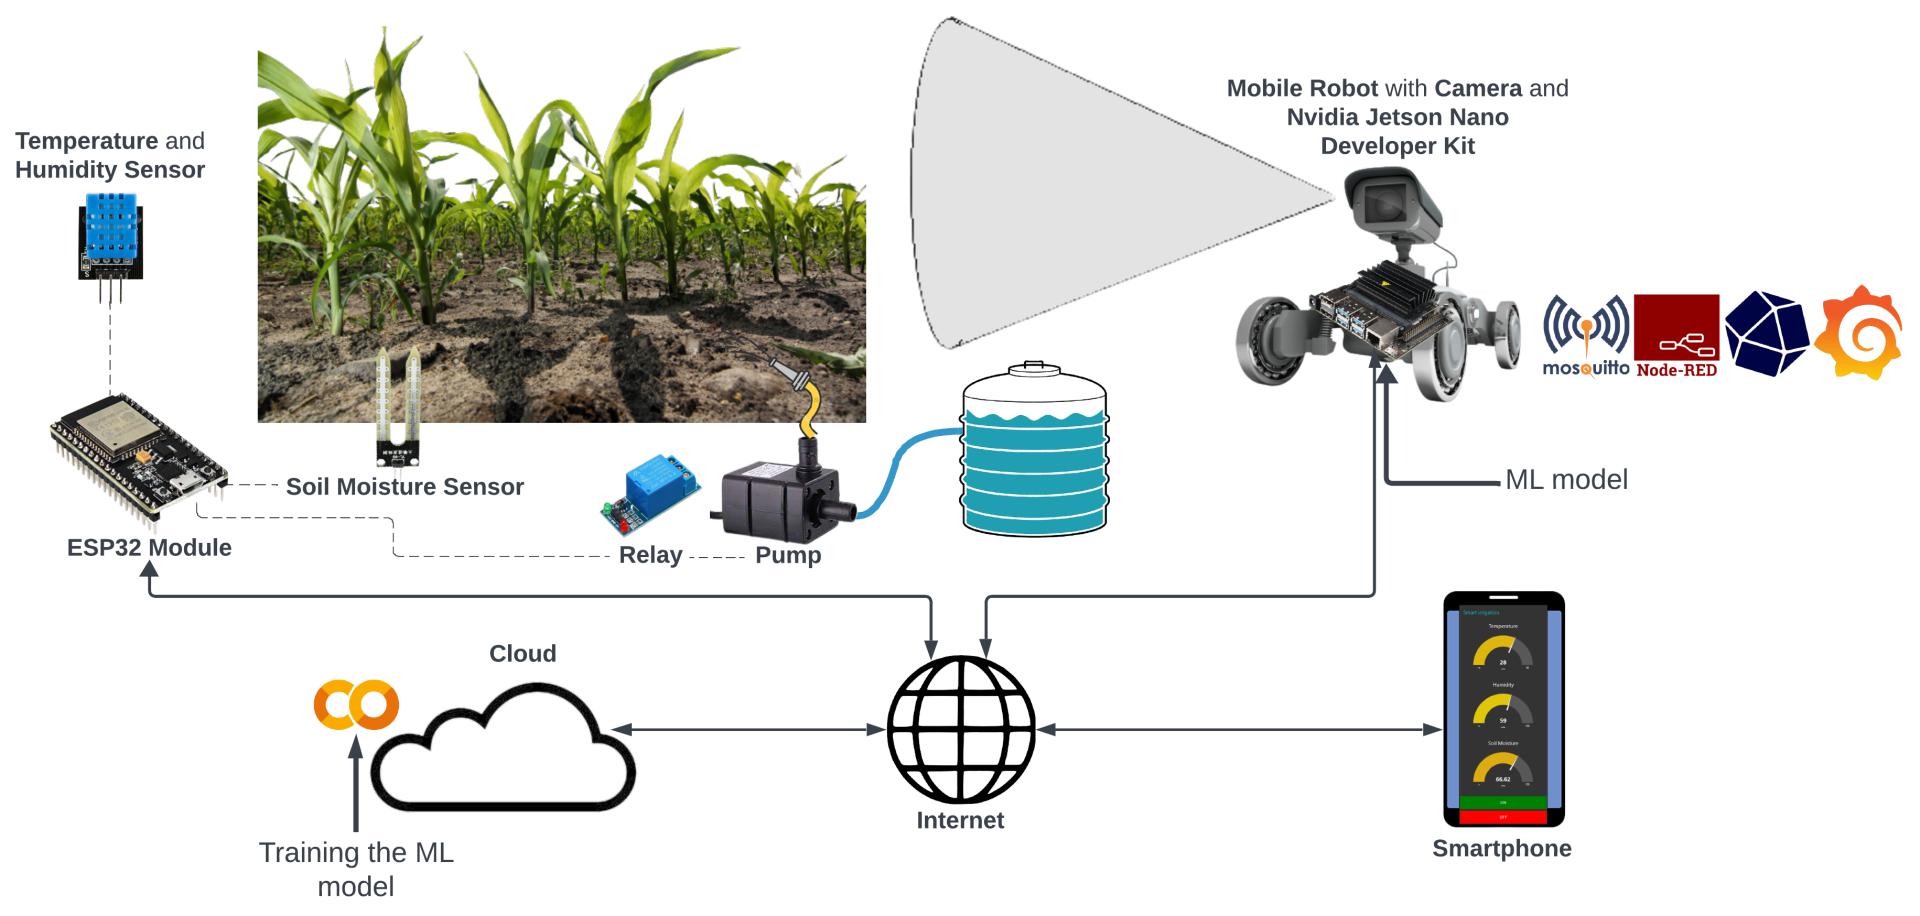 Mobile Robot with Camera and
Nvidia Jetson Nano
Developer Kit
Temperature and
Humidity Sensor
mosquitto
Node-RED
ML model
Soil Moisture Sensor
ESP32 Module
Relay
Pump
Cloud
Internet
Training the ML
model
Smart irrigation
Temperature
28
Humidity
59
Soil Moisture
66.62
ON
OFF
Smartphone